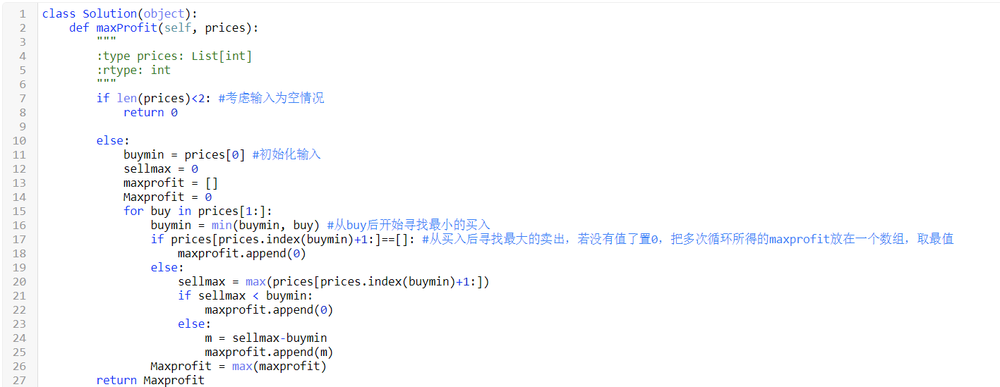 1 class Solution(object):
2     def maxProfit(self, prices):
3         """
4         :type prices: List[int]
5         :rtype: int
6         """
7         if len(prices)<2: #考虑输入为空情况
8             return 0
9
10         else:
11             buymin = prices[0] #初始化输入
12             sellmax = 0
13             maxprofit = []
14             Maxprofit = 0
15             for buy in prices[1:]:
16                 buymin = min(buymin, buy) #从buy后开始寻找最小的买入
17                 if prices[prices.index(buymin)+1:]==[]: #从买入后寻找最大的卖出，若没有值了置0，把多次循环所得的maxprofit放在一个数组，取最值
18                     maxprofit.append(0)
19                 else:
20                     sellmax = max(prices[prices.index(buymin)+1:])
21                     if sellmax < buymin:
22                         maxprofit.append(0)
23                     else:
24                         m = sellmax-buymin
25                         maxprofit.append(m)
26                 Maxprofit = max(maxprofit)
27         return Maxprofit